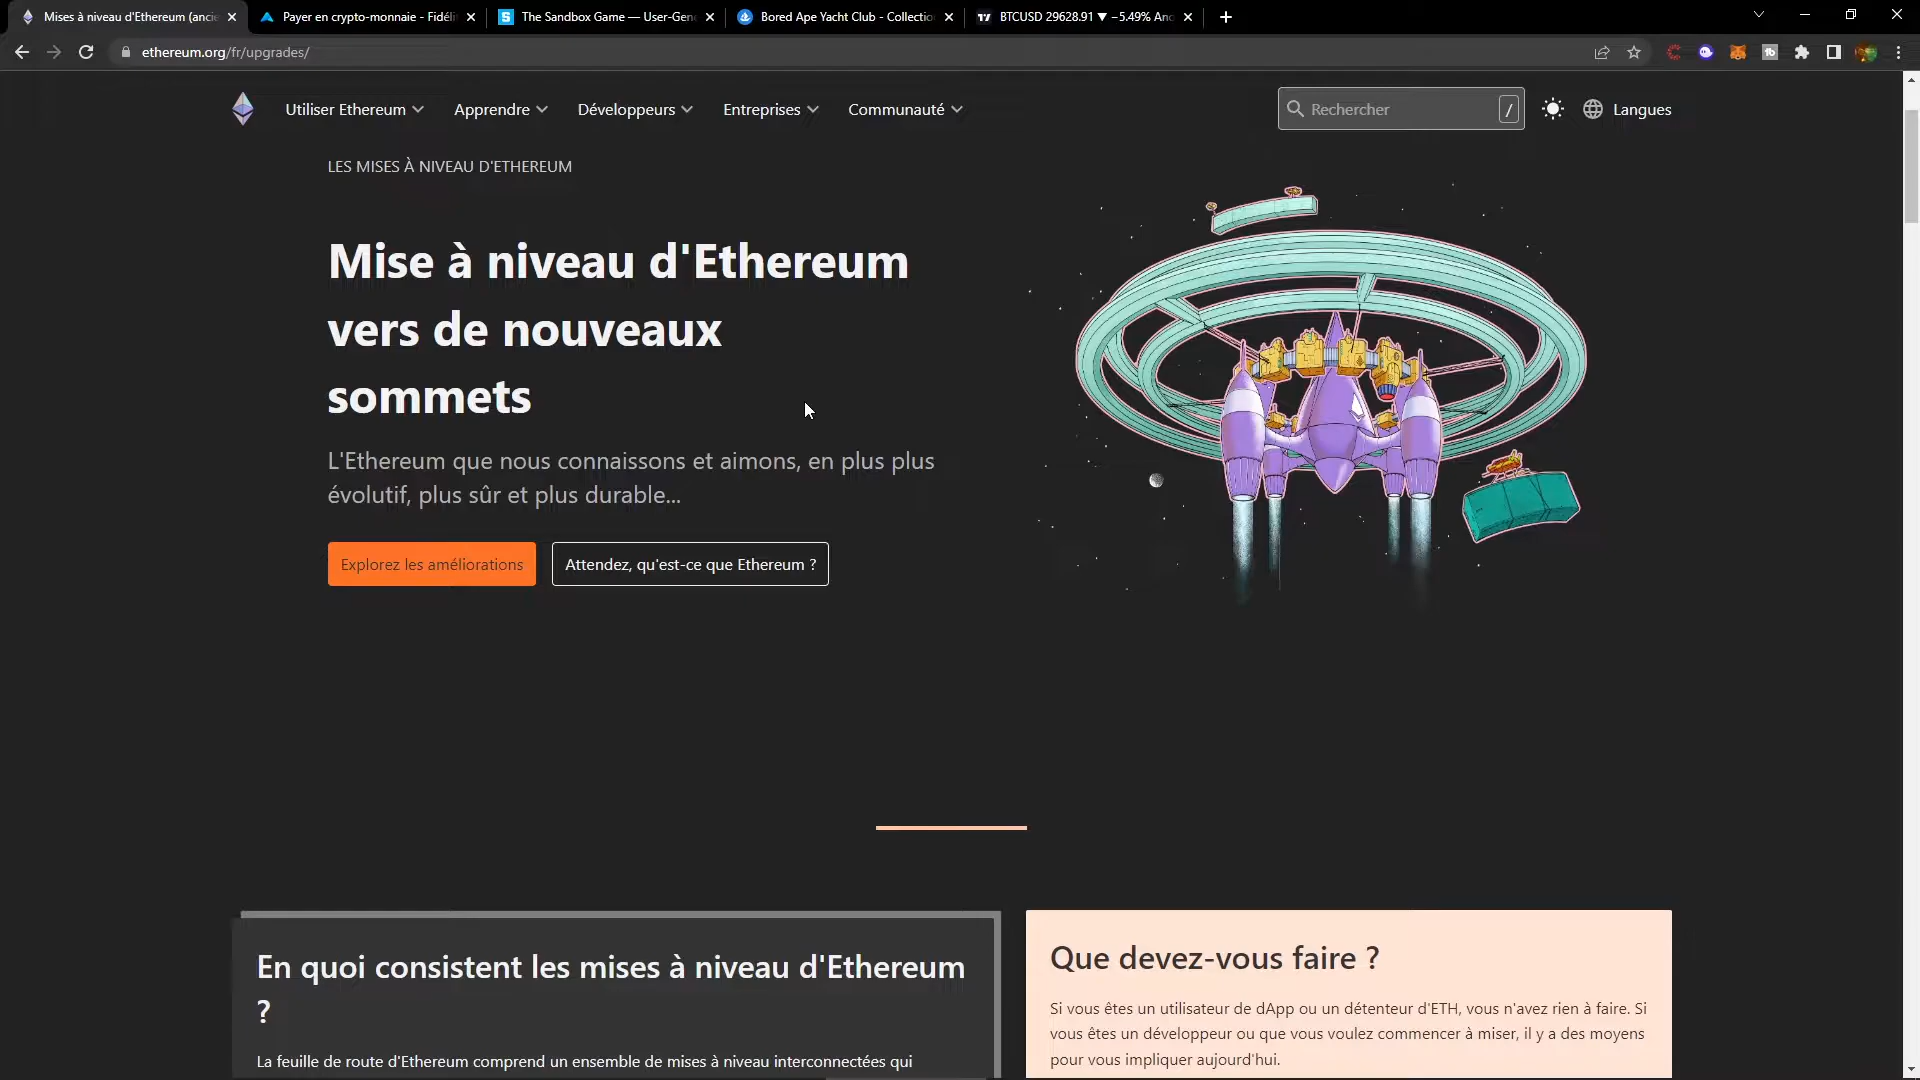 Mises à niveau d'Ethereum (ancie
Payer en crypto-monnaie - Fidéli
The Sandbox Game — User-Gen
Bored Ape Yacht Club - Collectio
BTCUSD 29628.91 ▼ −5.49% Ano
ethereum.org/fr/upgrades/
Utiliser Ethereum
Apprendre
Développeurs
Entreprises
Communauté
Rechercher
/
Langues
LES MISES À NIVEAU D'ETHEREUM
Mise à niveau d'Ethereum
vers de nouveaux
sommets
L'Ethereum que nous connaissons et aimons, en plus plus
évolutif, plus sûr et plus durable...
Explorez les améliorations
Attendez, qu'est-ce que Ethereum ?
En quoi consistent les mises à niveau d'Ethereum
?
La feuille de route d'Ethereum comprend un ensemble de mises à niveau interconnectées qui
Que devez-vous faire ?
Si vous êtes un utilisateur de dApp ou un détenteur d'ETH, vous n'avez rien à faire. Si
vous êtes un développeur ou que vous voulez commencer à miser, il y a des moyens
pour vous impliquer aujourd'hui.